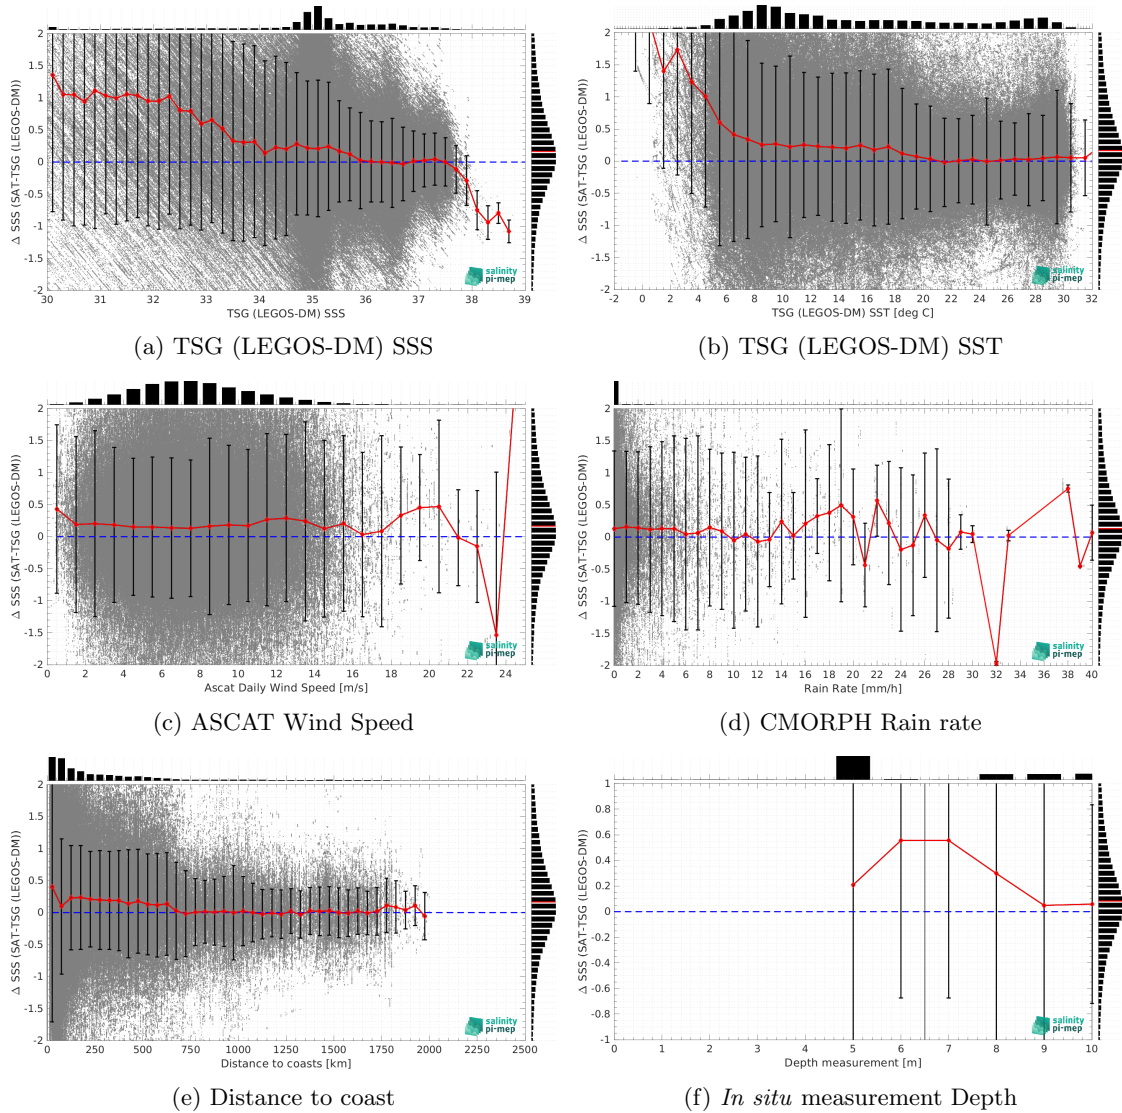 2
1.5
1
0.5
0
-0.5
-1
-1.5
-2
Δ SSS (SAT-TSG (LEGOS-DM))
30 31 32 33 34 35 36 37 38 39
TSG (LEGOS-DM) SSS
salinity
pi-mep
(a) TSG (LEGOS-DM) SSS
2
1.5
1
0.5
0
-0.5
-1
-1.5
-2
Δ SSS (SAT-TSG (LEGOS-DM))
-2 0 2 4 6 8 10 12 14 16 18 20 22 24 26 28 30 32
TSG (LEGOS-DM) SST [deg C]
salinity
pi-mep
(b) TSG (LEGOS-DM) SST
2
1.5
1
0.5
0
-0.5
-1
-1.5
-2
Δ SSS (SAT-TSG (LEGOS-DM))
0 2 4 6 8 10 12 14 16 18 20 22 24
Ascat Daily Wind Speed [m/s]
salinity
pi-mep
(c) ASCAT Wind Speed
2
1.5
1
0.5
0
-0.5
-1
-1.5
-2
Δ SSS (SAT-TSG (LEGOS-DM))
0 2 4 6 8 10 12 14 16 18 20 22 24 26 28 30 32 34 36 38 40
Rain Rate [mm/h]
salinity
pi-mep
(d) CMORPH Rain rate
2
1.5
1
0.5
0
-0.5
-1
-1.5
-2
Δ SSS (SAT-TSG (LEGOS-DM))
0 250 500 750 1000 1250 1500 1750 2000 2250 2500
Distance to coasts [km]
salinity
pi-mep
(e) Distance to coast
1
0.8
0.6
0.4
0.2
0
-0.2
-0.4
-0.6
-0.8
-1
Δ SSS (SAT-TSG (LEGOS-DM))
0 1 2 3 4 5 6 7 8 9 10
Depth measurement [m]
salinity
pi-mep
(f) In situ measurement Depth